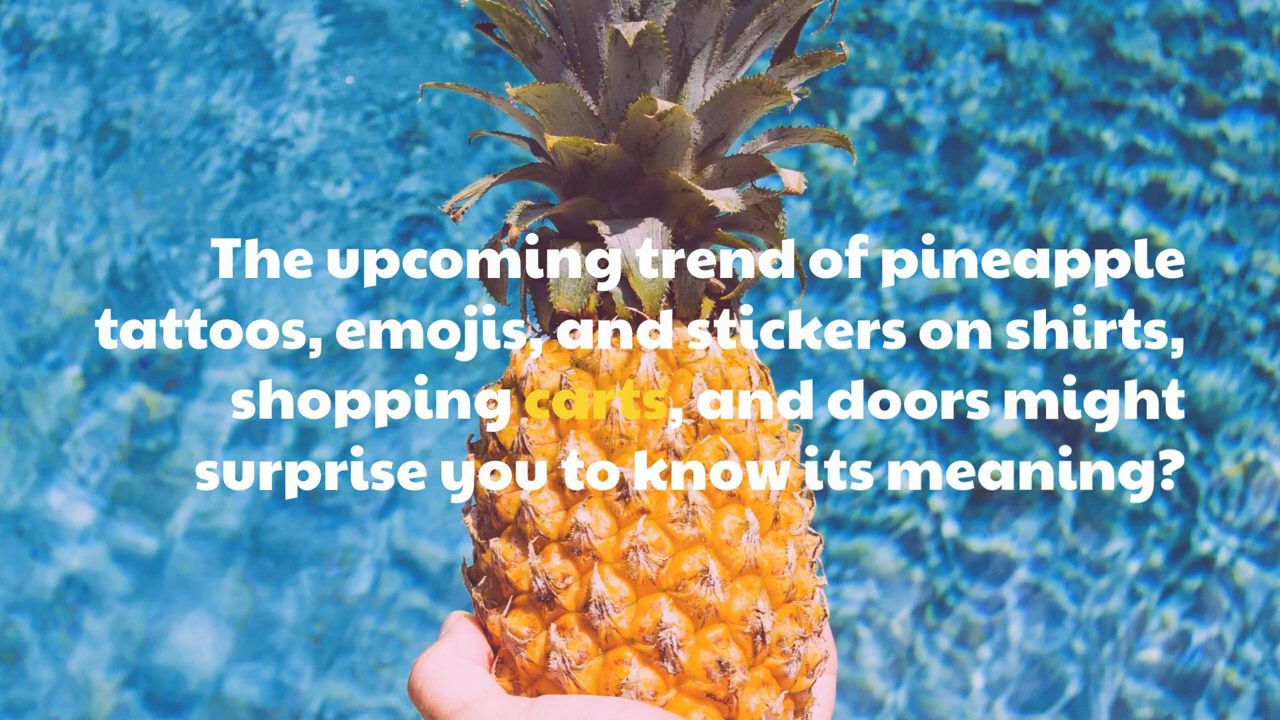 The upcoming trend of pineapple
tattoos, emojis, and stickers on shirts,
shopping carts, and doors might
surprise you to know its meaning?